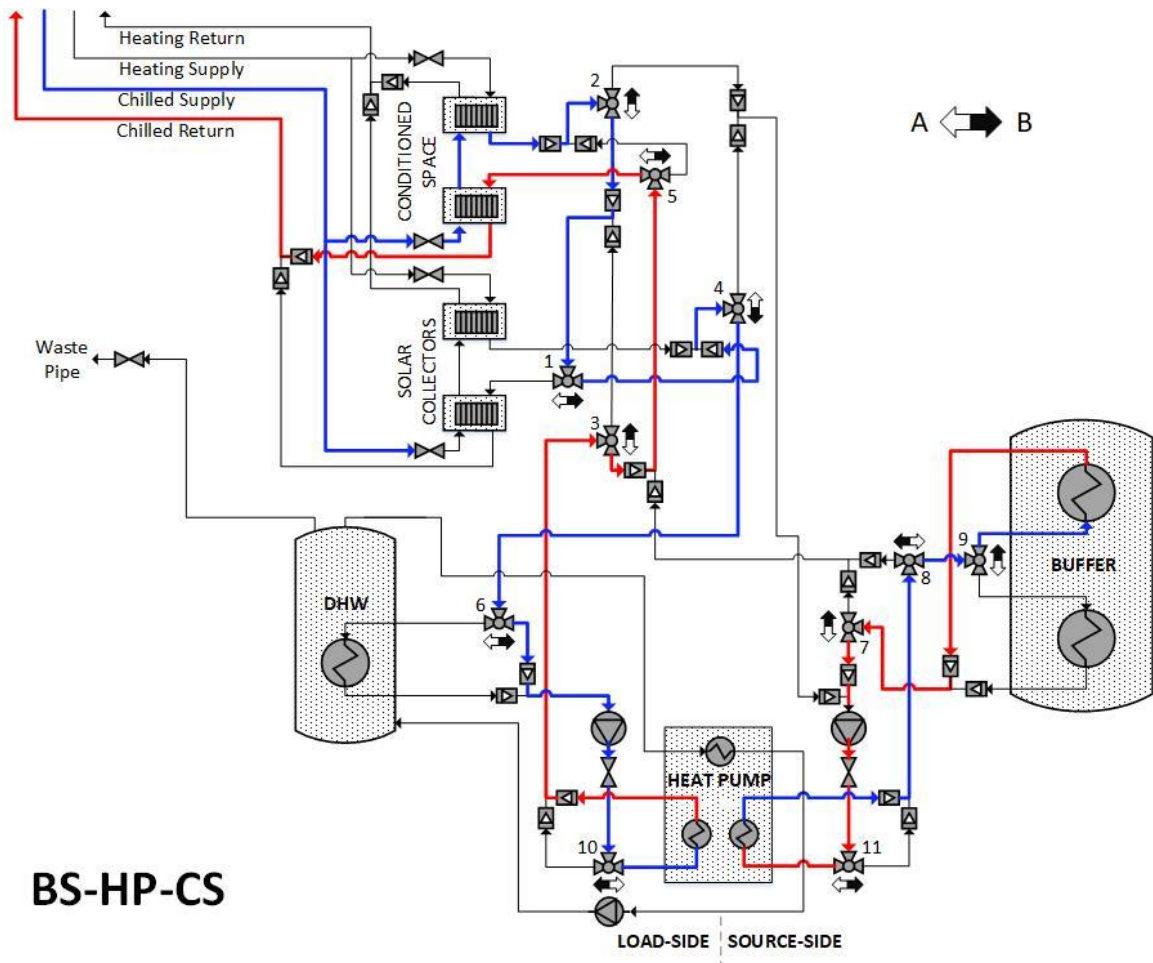 Heating Return
Heating Supply
Chilled Supply
Chilled Return
CONDITIONED
SPACE
2
5
A
B
4
SOLAR
COLLECTORS
1
3
Waste
Pipe
DHW
6
8
9
BUFFER
7
HEAT PUMP
10
11
BS-HP-CS
LOAD-SIDE
SOURCE-SIDE